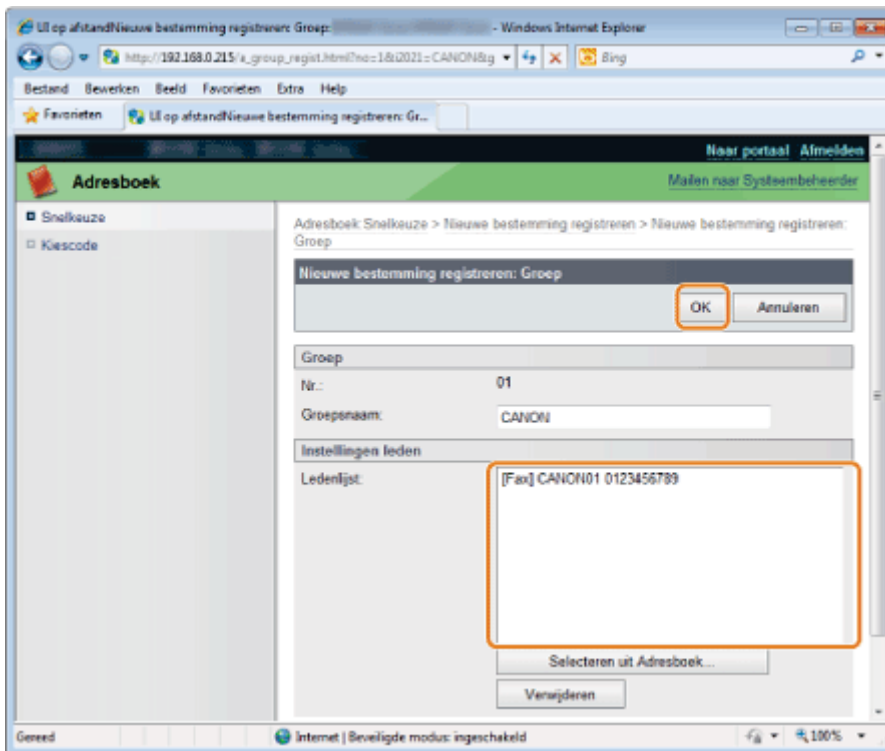 UI op afstandNieuwe bestemming registreren: Groep: - Windows Internet Explorer
http://192.168.0.215/a_group_regist.html?no=1&i2021=CANON&g
Bing
Bestand Bewerken Beeld Favorieten Extra Help
Favorieten UI op afstandNieuwe bestemming registreren: Gr...
Naar portaal Afmelden
Adresboek Mailen naar Systeembeheerder
Snelkeuze
Kiescode
Adresboek: Snelkeuze > Nieuwe bestemming registreren > Nieuwe bestemming registreren:
Groep
Nieuwe bestemming registreren: Groep
OK Annuleren
Groep
Nr.: 01
Groepsnaam: CANON
Instellingen leden
Ledenlijst: [Fax] CANON01 0123456789
Selecteren uit Adresboek...
Verwijderen
Gereed Internet | Beveiligde modus: ingeschakeld 100%